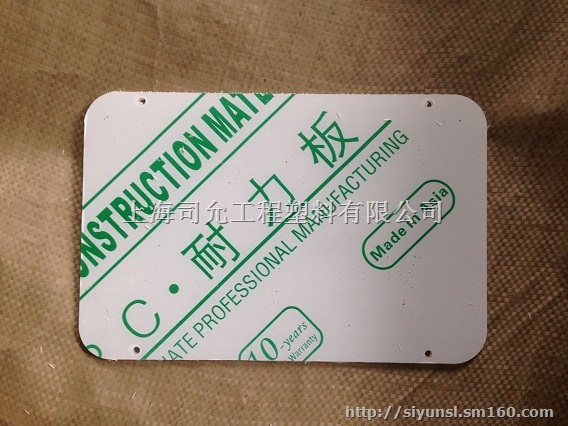 ONSTRUCTION MATE
C·耐力板
ATE PROFESSIONAL MANUFACTURING
Made In Asia
10-years
Warranty
上海司允工程塑料有限公司
http://siyunsl.sm160.com/